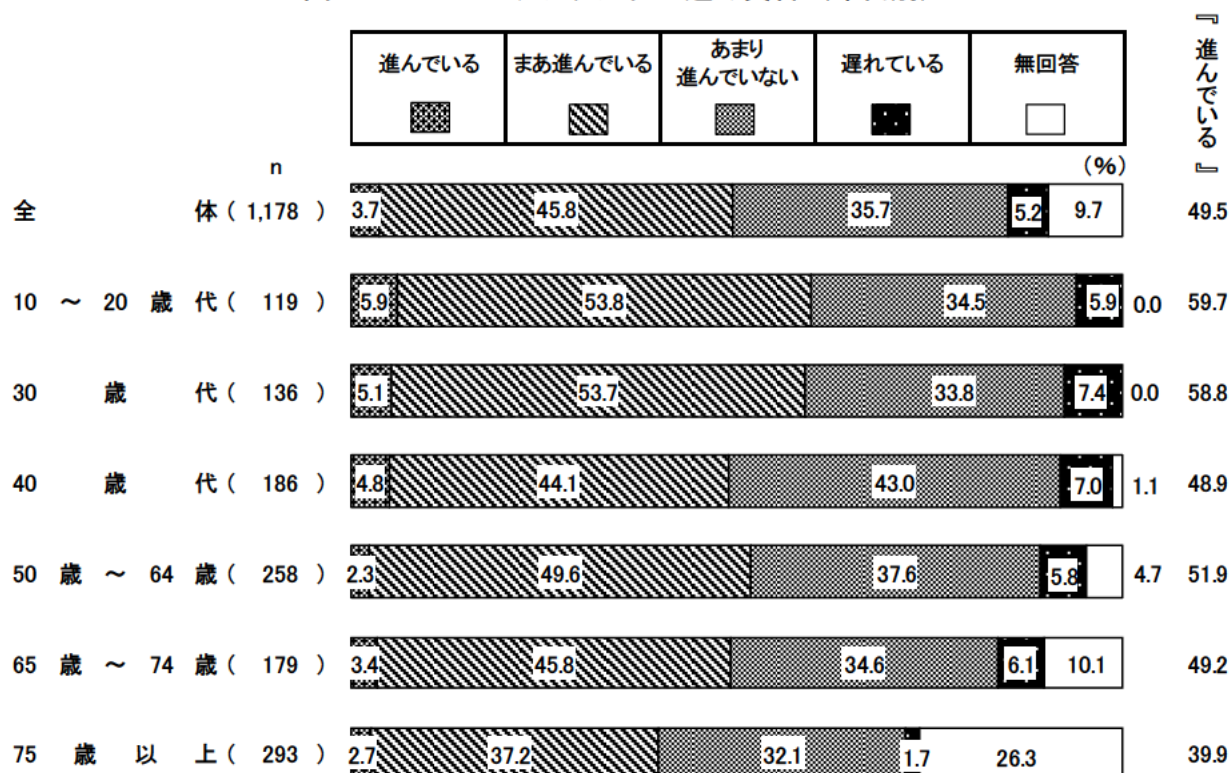 進んでいる まあ進んでいる あまり進んでいない 遅れている 無回答 『進んでいる』
n (%)
全体 ( 1,178 ) 3.7 45.8 35.7 5.2 9.7 49.5
10 ~ 20 歳代 ( 119 ) 5.9 53.8 34.5 5.9 0.0 59.7
30 歳代 ( 136 ) 5.1 53.7 33.8 7.4 0.0 58.8
40 歳代 ( 186 ) 4.8 44.1 43.0 7.0 1.1 48.9
50 歳 ~ 64 歳 ( 258 ) 2.3 49.6 37.6 5.8 4.7 51.9
65 歳 ~ 74 歳 ( 179 ) 3.4 45.8 34.6 6.1 10.1 49.2
75 歳以上 ( 293 ) 2.7 37.2 32.1 1.7 26.3 39.9